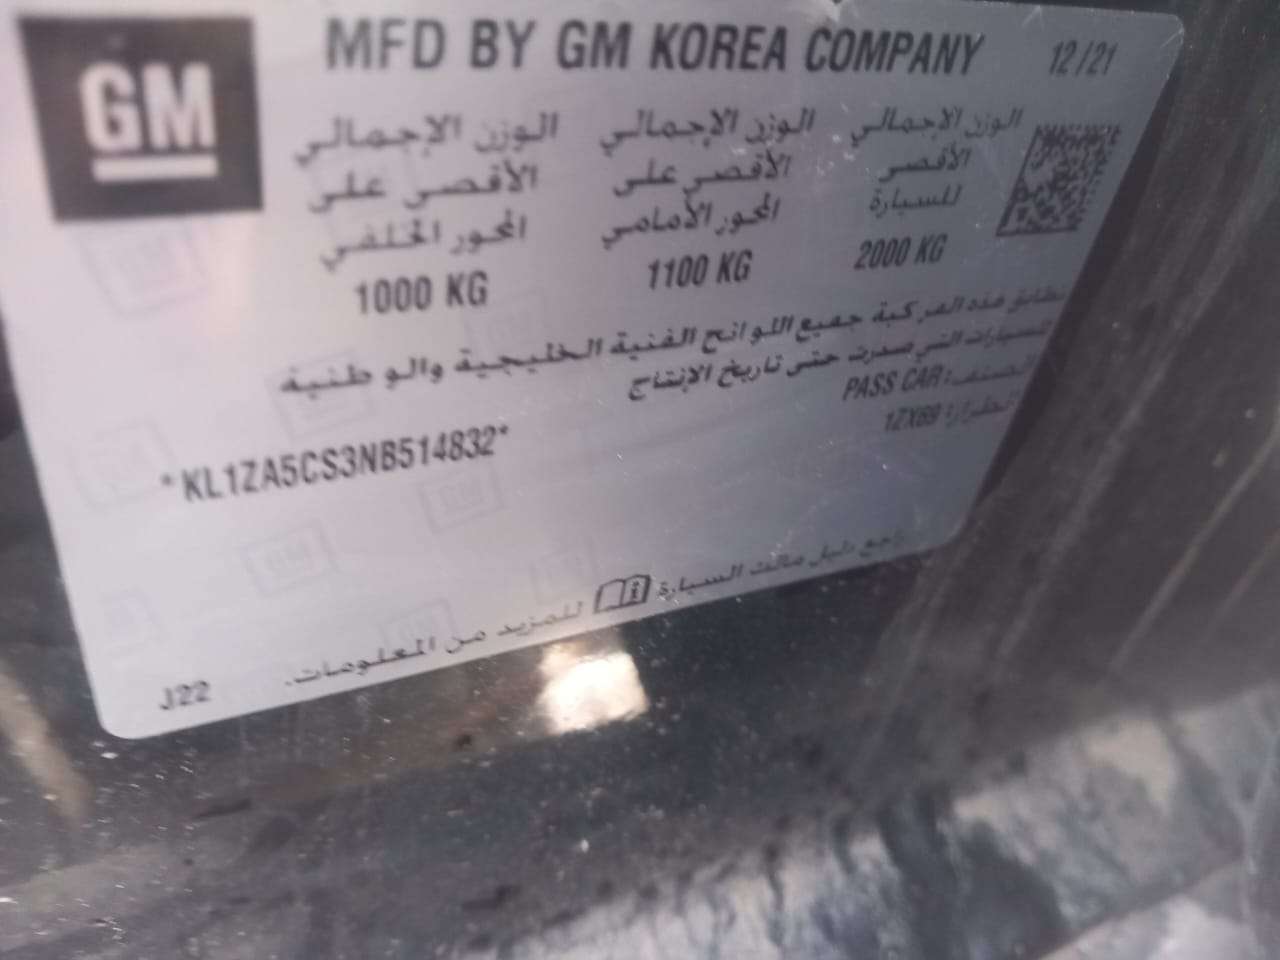 GM
MFD BY GM KOREA COMPANY 12/21
الوزن الإجمالي الأقصى للسيارة
2000 KG
الوزن الإجمالي الأقصى على المحور الأمامي
1100 KG
الوزن الإجمالي الأقصى على المحور الخلفي
1000 KG
تطابق هذه المركبة جميع اللوائح الفنية الخليجية والوطنية
للسيارات التي صدرت حتى تاريخ الإنتاج
الصنف: PASS CAR
الطراز: 1ZX69
*KL1ZA5CS3NB514832*
راجع دليل مالك السيارة للمزيد من المعلومات.
J22